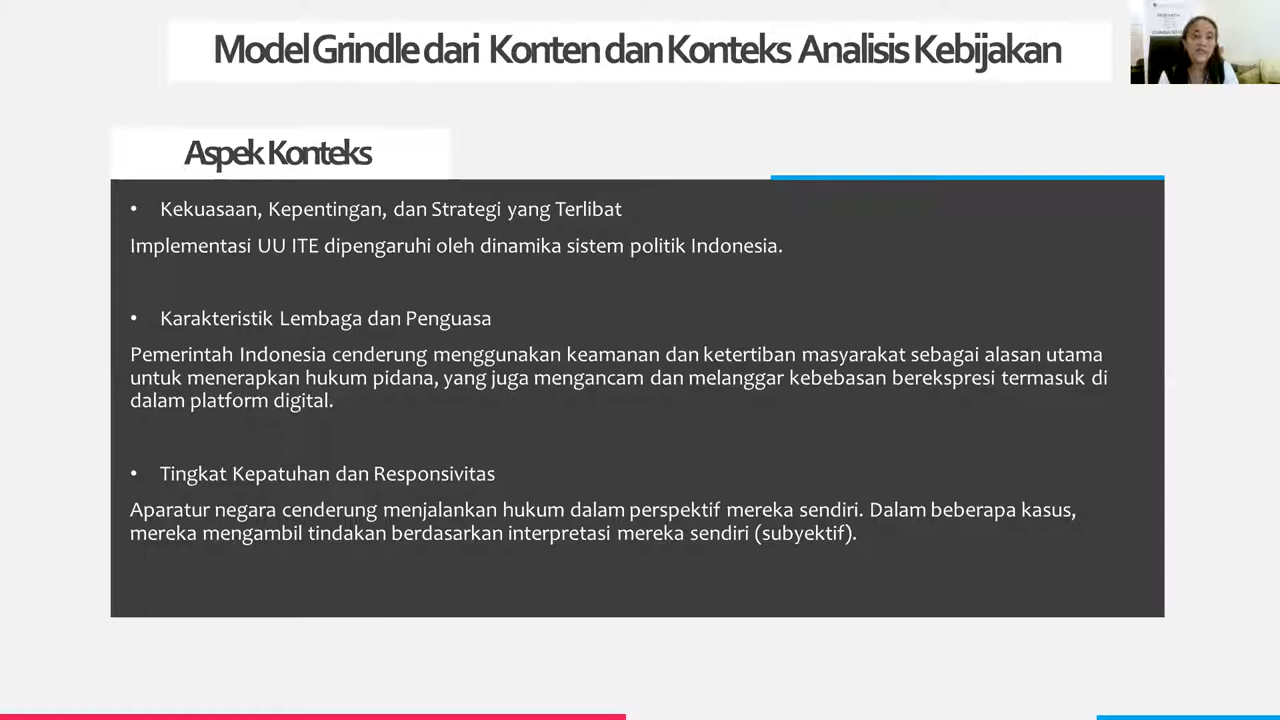 Model Grindle dari Konten dan Konteks Analisis Kebijakan
Aspek Konteks
• Kekuasaan, Kepentingan, dan Strategi yang Terlibat
Implementasi UU ITE dipengaruhi oleh dinamika sistem politik Indonesia.
• Karakteristik Lembaga dan Penguasa
Pemerintah Indonesia cenderung menggunakan keamanan dan ketertiban masyarakat sebagai alasan utama
untuk menerapkan hukum pidana, yang juga mengancam dan melanggar kebebasan berekspresi termasuk di
dalam platform digital.
• Tingkat Kepatuhan dan Responsivitas
Aparatur negara cenderung menjalankan hukum dalam perspektif mereka sendiri. Dalam beberapa kasus,
mereka mengambil tindakan berdasarkan interpretasi mereka sendiri (subyektif).